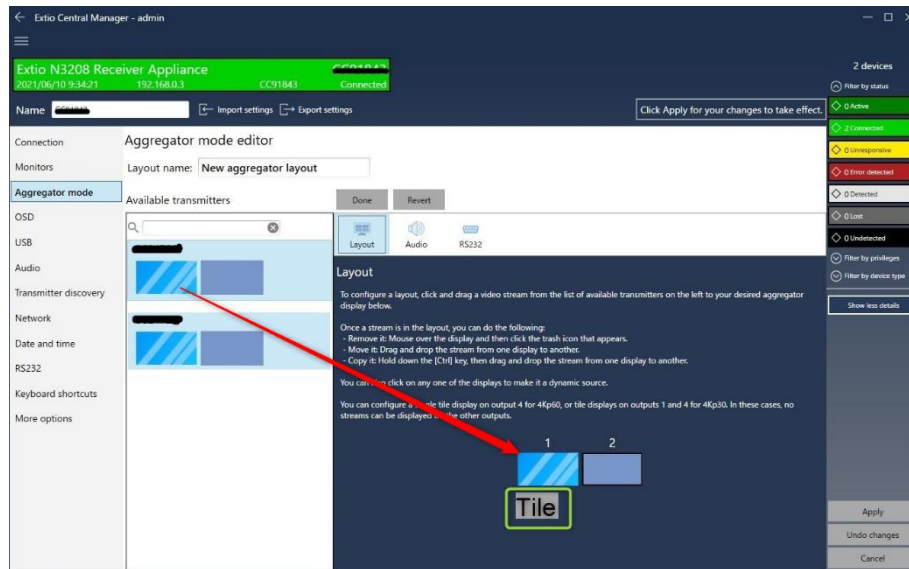 Extio Central Manager - admin
Extio N3208 Receiver Appliance
2021/06/10 9:34:21 192.168.0.3 CC91843 Connected
Name
Import settings Export settings
Click Apply for your changes to take effect.
2 devices
Filter by status
0 Active
2 Connected
0 Unresponsive
0 Error detected
0 Detected
0 Lost
0 Undetected
Filter by privileges
Filter by device type
Show less details
Connection
Monitors
Aggregator mode
OSD
USB
Audio
Transmitter discovery
Network
Date and time
RS232
Keyboard shortcuts
More options
Aggregator mode editor
Layout name: New aggregator layout
Available transmitters
Done Revert
Layout Audio RS232
Layout
To configure a layout, click and drag a video stream from the list of available transmitters on the left to your desired aggregator
display below.
Once a stream is in the layout, you can do the following:
- Remove it: Mouse over the display and then click the trash icon that appears.
- Move it: Drag and drop the stream from one display to another.
- Copy it: Hold down the [Ctrl] key, then drag and drop the stream from one display to another.
You can also click on any one of the displays to make it a dynamic source.
You can configure a single tile display on output 4 for 4Kp60, or tile displays on outputs 1 and 4 for 4Kp30. In these cases, no
streams can be displayed on the other outputs.
1 2
Tile
Apply
Undo changes
Cancel